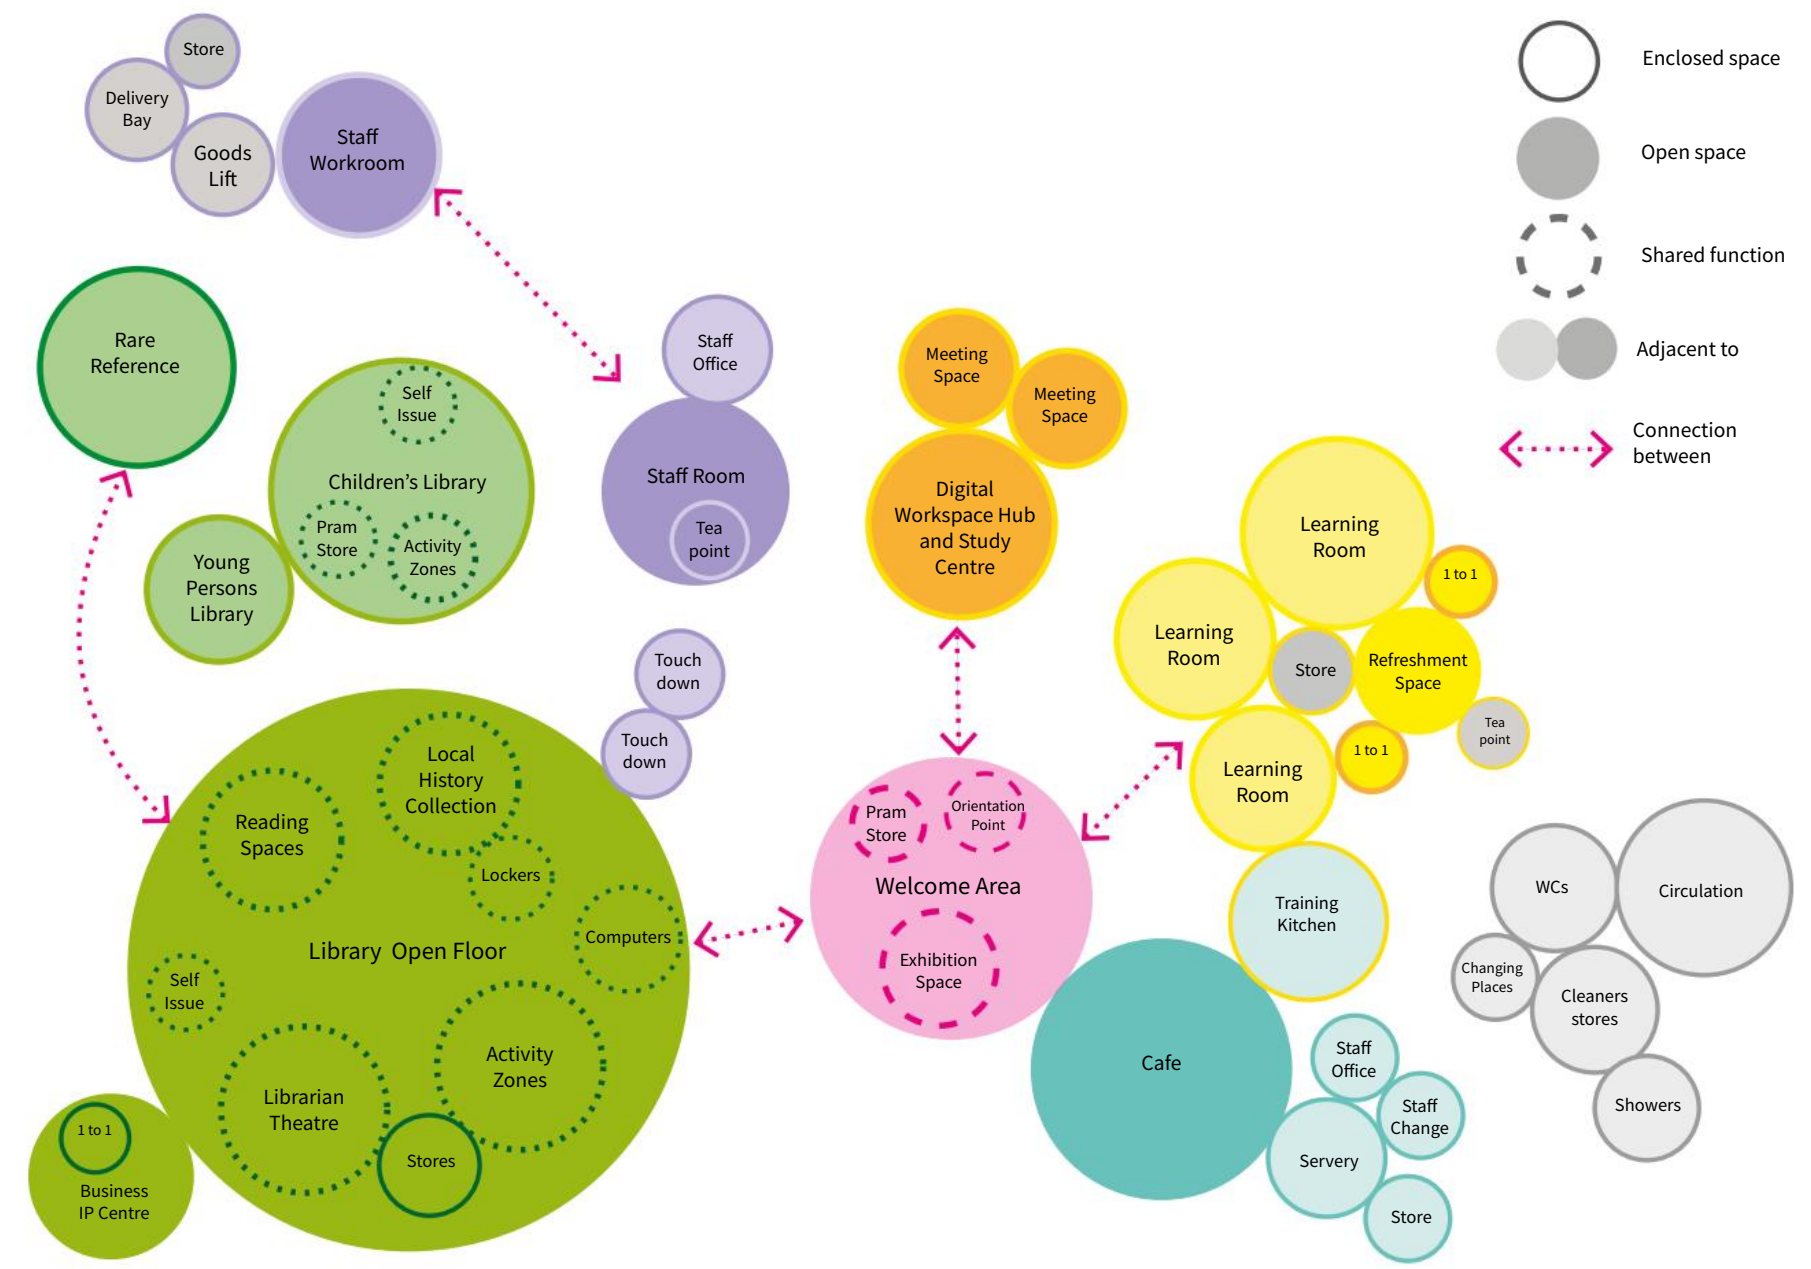 Store
Delivery
Bay
Goods
Lift
Staff
Workroom
Rare
Reference
Self
Issue
Children’s Library
Pram
Store
Activity
Zones
Young
Persons
Library
Staff
Office
Staff Room
Tea
point
Touch
down
Touch
down
Local
History
Collection
Reading
Spaces
Lockers
Computers
Library Open Floor
Self
Issue
Activity
Zones
Librarian
Theatre
Stores
1 to 1
Business
IP Centre
Meeting
Space
Meeting
Space
Digital
Workspace Hub
and Study
Centre
Pram
Store
Orientation
Point
Welcome Area
Exhibition
Space
Learning
Room
1 to 1
Learning
Room
Store
Refreshment
Space
Tea
point
1 to 1
Learning
Room
Training
Kitchen
Cafe
Staff
Office
Staff
Change
Servery
Store
WCs
Circulation
Changing
Places
Cleaners
stores
Showers
Enclosed space
Open space
Shared function
Adjacent to
Connection
between